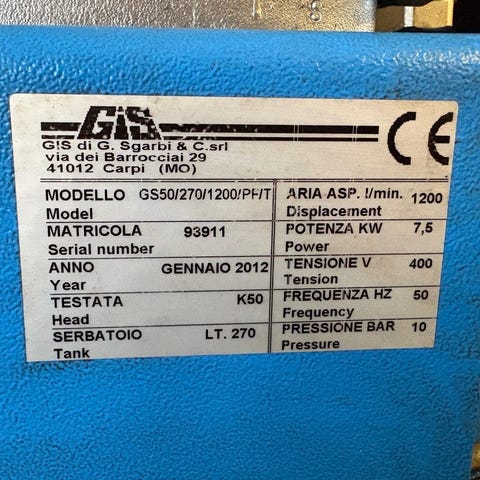 GIS
CE
GIS di G. Sgarbi & C.srl
via dei Barrocciai 29
41012 Carpi (MO)
MODELLO GS50/270/1200/PF/T
Model
MATRICOLA 93911
Serial number
ANNO GENNAIO 2012
Year
TESTATA K50
Head
SERBATOIO LT. 270
Tank
ARIA ASP. l/min. 1200
Displacement
POTENZA KW 7,5
Power
TENSIONE V 400
Tension
FREQUENZA HZ 50
Frequency
PRESSIONE BAR 10
Pressure